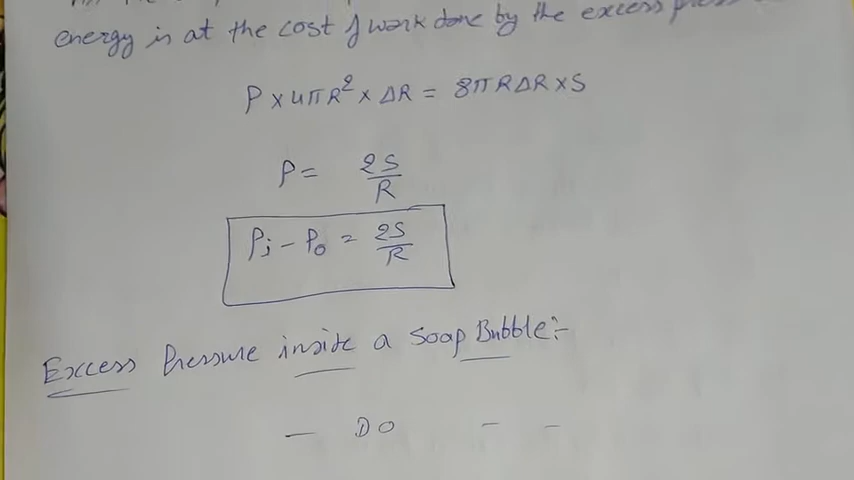 energy is at the cost of work done by the excess
P × 4πR² × ΔR = 8πRΔR × S
P = 2S/R
Pi - Po = 2S/R
Excess Pressure inside a Soap Bubble:-
— DO — —